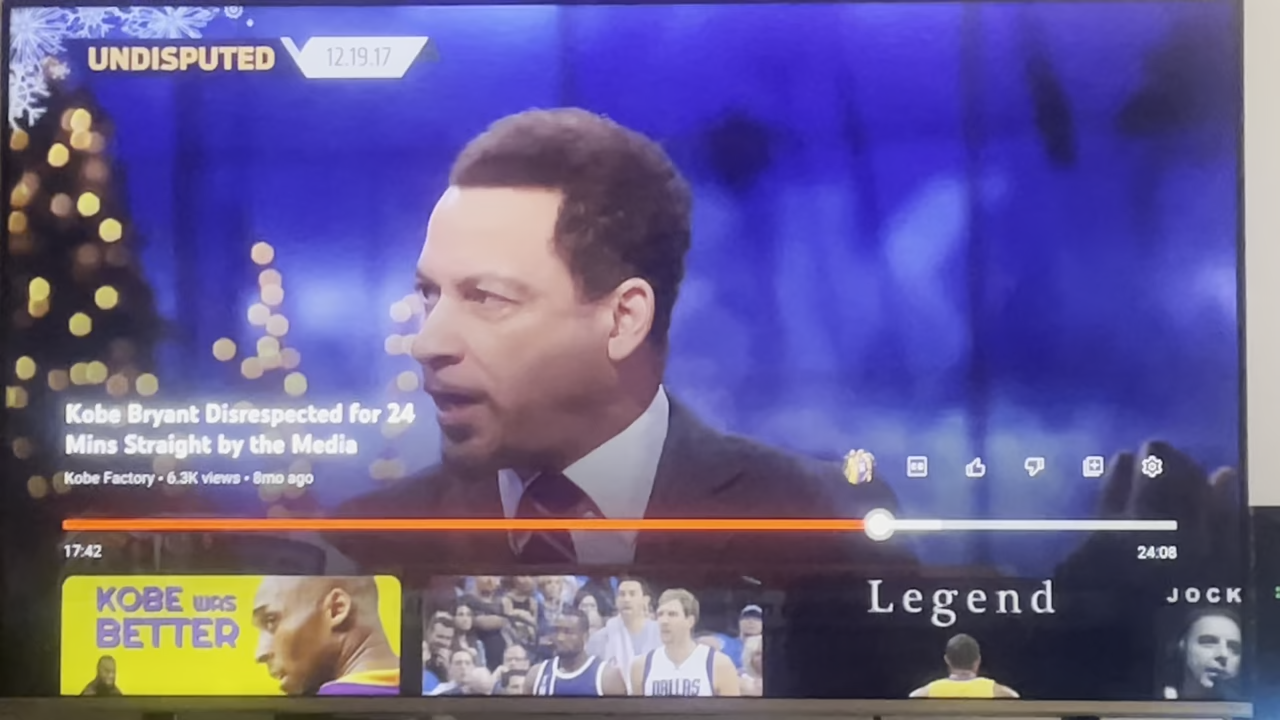 UNDISPUTED
12.19.17
Kobe Bryant Disrespected for 24
Mins Straight by the Media
Kobe Factory • 6.3K views • 8mo ago
17:42
24:08
KOBE WAS
BETTER
Legend
JOCK
DALLAS